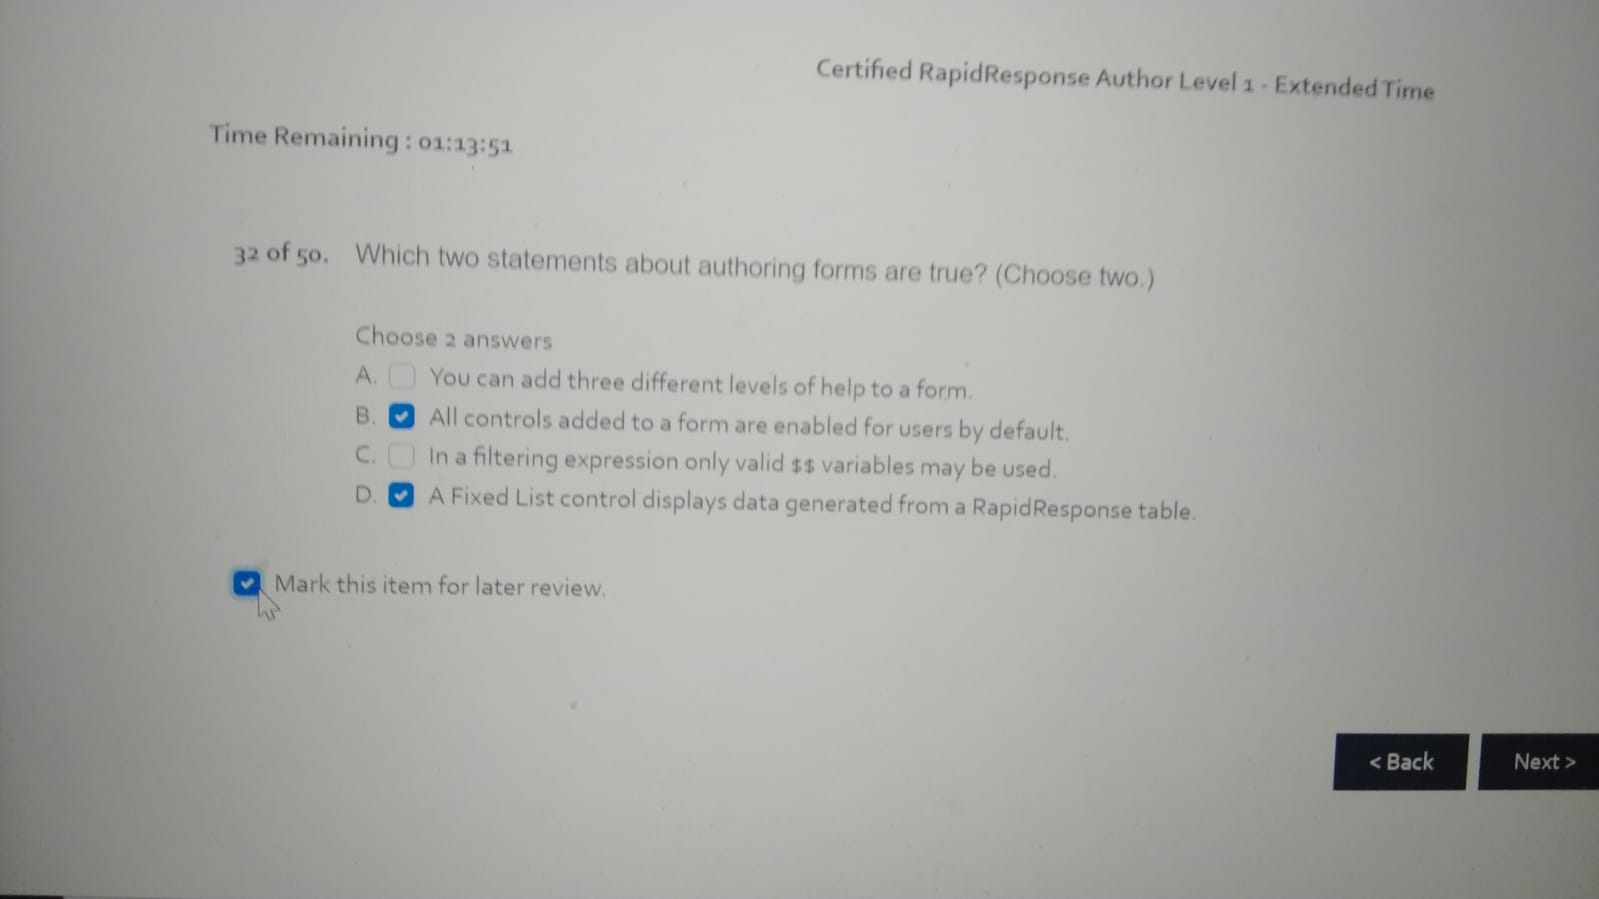 Certified RapidResponse Author Level 1 - Extended Time
Time Remaining : 01:13:51
32 of 50. Which two statements about authoring forms are true? (Choose two.)
Choose 2 answers
A. You can add three different levels of help to a form.
B. All controls added to a form are enabled for users by default.
C. In a filtering expression only valid $$ variables may be used.
D. A Fixed List control displays data generated from a RapidResponse table.
Mark this item for later review.
< Back Next >